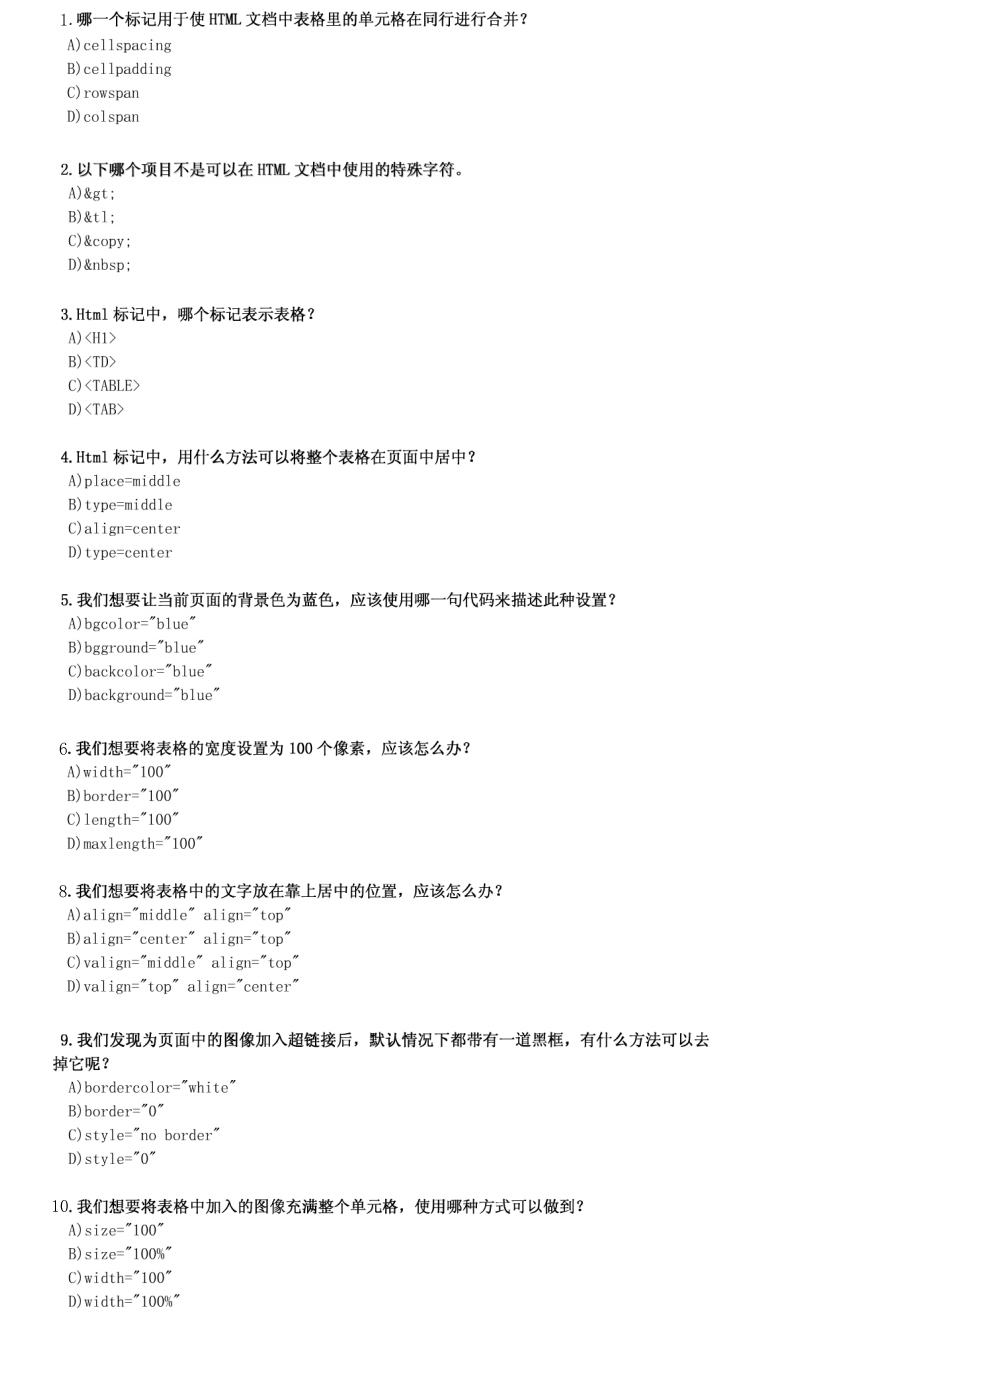 1.哪一个标记用于使 HTML 文档中表格里的单元格在同行进行合并?
A)cellspacing
B)cellpadding
C)rowspan
D)colspan
2.以下哪个项目不是可以在 HTML 文档中使用的特殊字符。
A)&gt;
B)&tl;
C)&copy;
D)&nbsp;
3.Html 标记中，哪个标记表示表格?
A)<H1>
B)<TD>
C)<TABLE>
D)<TAB>
4.Html 标记中，用什么方法可以将整个表格在页面中居中?
A)place=middle
B)type=middle
C)align=center
D)type=center
5.我们想要让当前页面的背景色为蓝色，应该使用哪一句代码来描述此种设置?
A)bgcolor="blue"
B)bgground="blue"
C)backcolor="blue"
D)background="blue"
6.我们想要将表格的宽度设置为 100 个像素，应该怎么办?
A)width="100"
B)border="100"
C)length="100"
D)maxlength="100"
8.我们想要将表格中的文字放在靠上居中的位置，应该怎么办?
A)align="middle" align="top"
B)align="center" align="top"
C)valign="middle" align="top"
D)valign="top" align="center"
9.我们发现为页面中的图像加入超链接后，默认情况下都带有一道黑框，有什么方法可以去
掉它呢?
A)bordercolor="white"
B)border="0"
C)style="no border"
D)style="0"
10.我们想要将表格中加入的图像充满整个单元格，使用哪种方式可以做到?
A)size="100"
B)size="100%"
C)width="100"
D)width="100%"